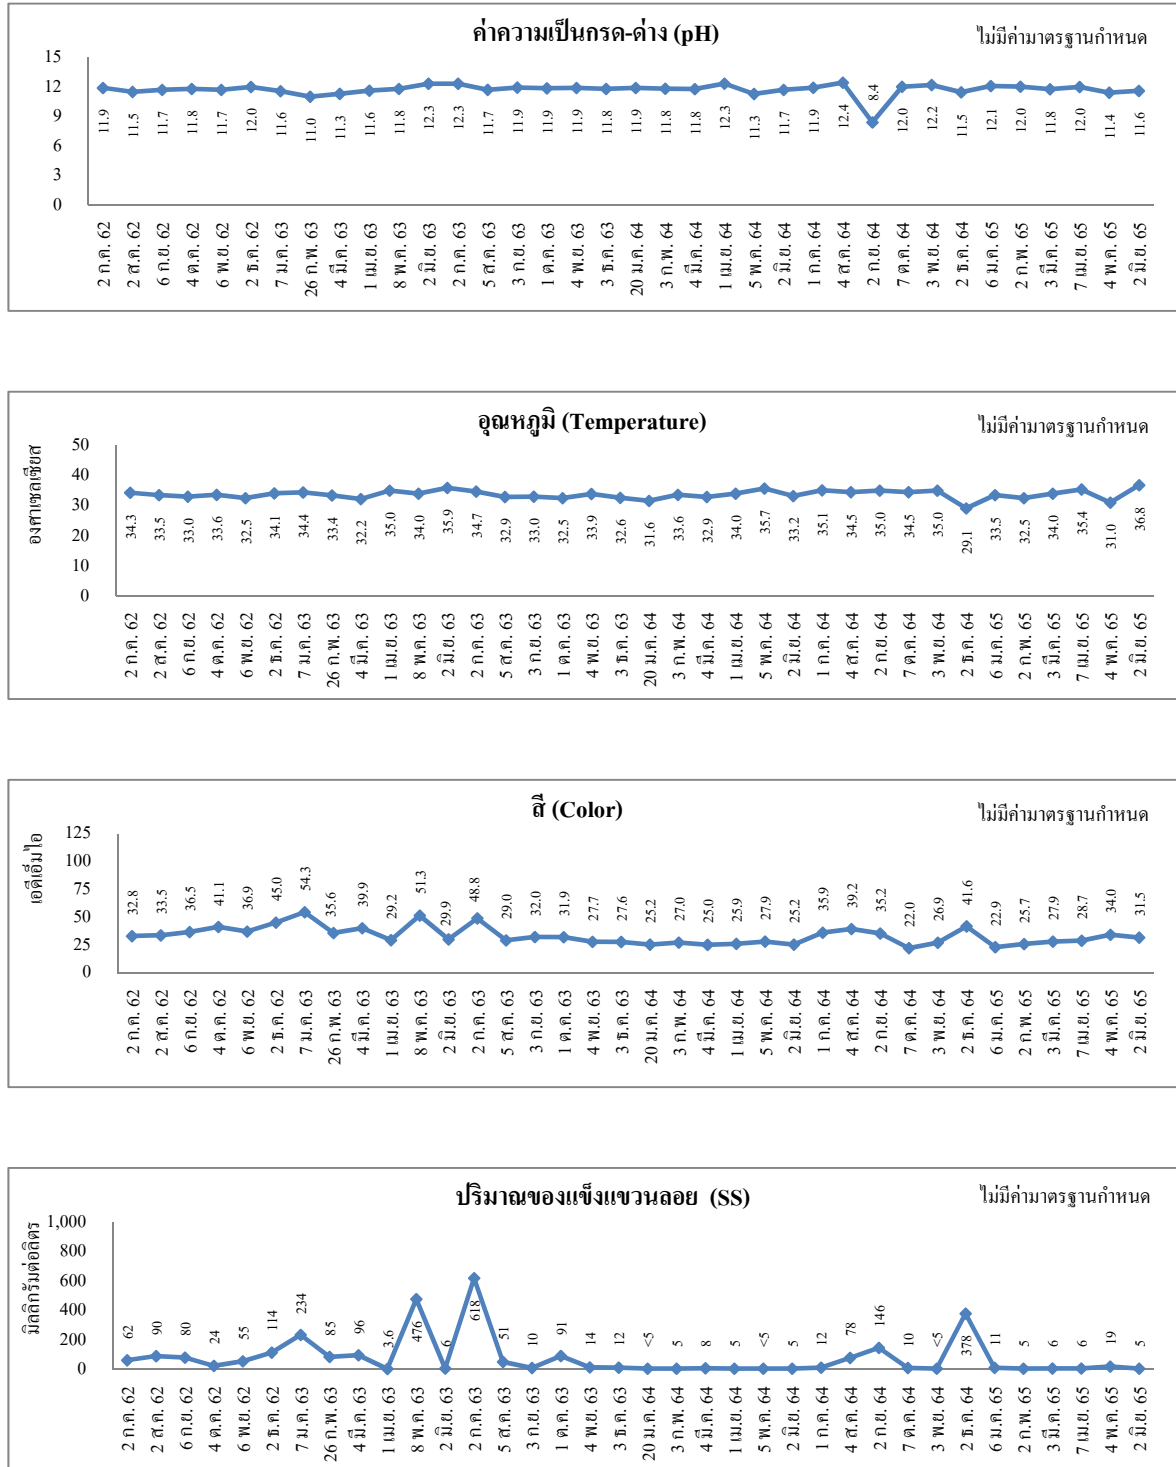 ค่าความเป็นกรด-ด่าง (pH)
ไม่มีค่ามาตรฐานกำหนด
15
12
9
6
3
0
11.9 11.5 11.7 11.8 11.7 12.0 11.6 11.0 11.3 11.6 11.8 12.3 12.3 11.7 11.9 11.9 11.9 11.8 11.9 11.8 11.8 12.3 11.3 11.7 11.9 12.4 8.4 12.0 12.2 11.5 12.1 12.0 11.8 12.0 11.4 11.6
2 ก.ค. 62 2 ส.ค. 62 6 ก.ย. 62 4 ต.ค. 62 6 พ.ย. 62 2 ธ.ค. 62 7 ม.ค. 63 26 ก.พ. 63 4 มี.ค. 63 1 เม.ย. 63 8 พ.ค. 63 2 มิ.ย. 63 2 ก.ค. 63 5 ส.ค. 63 3 ก.ย. 63 1 ต.ค. 63 4 พ.ย. 63 3 ธ.ค. 63 20 ม.ค. 64 3 ก.พ. 64 4 มี.ค. 64 1 เม.ย. 64 5 พ.ค. 64 2 มิ.ย. 64 1 ก.ค. 64 4 ส.ค. 64 2 ก.ย. 64 7 ต.ค. 64 3 พ.ย. 64 2 ธ.ค. 64 6 ม.ค. 65 2 ก.พ. 65 3 มี.ค. 65 7 เม.ย. 65 4 พ.ค. 65 2 มิ.ย. 65
อุณหภูมิ (Temperature)
ไม่มีค่ามาตรฐานกำหนด
องศาเซลเซียส
50
40
30
20
10
0
34.3 33.5 33.0 33.6 32.5 34.1 34.4 33.4 32.2 35.0 34.0 35.9 34.7 32.9 33.0 32.5 33.9 32.6 31.6 33.6 32.9 34.0 35.7 33.2 35.1 34.5 35.0 34.5 35.0 29.1 33.5 32.5 34.0 35.4 31.0 36.8
2 ก.ค. 62 2 ส.ค. 62 6 ก.ย. 62 4 ต.ค. 62 6 พ.ย. 62 2 ธ.ค. 62 7 ม.ค. 63 26 ก.พ. 63 4 มี.ค. 63 1 เม.ย. 63 8 พ.ค. 63 2 มิ.ย. 63 2 ก.ค. 63 5 ส.ค. 63 3 ก.ย. 63 1 ต.ค. 63 4 พ.ย. 63 3 ธ.ค. 63 20 ม.ค. 64 3 ก.พ. 64 4 มี.ค. 64 1 เม.ย. 64 5 พ.ค. 64 2 มิ.ย. 64 1 ก.ค. 64 4 ส.ค. 64 2 ก.ย. 64 7 ต.ค. 64 3 พ.ย. 64 2 ธ.ค. 64 6 ม.ค. 65 2 ก.พ. 65 3 มี.ค. 65 7 เม.ย. 65 4 พ.ค. 65 2 มิ.ย. 65
สี (Color)
ไม่มีค่ามาตรฐานกำหนด
เอดีเอ็มไอ
125
100
75
50
25
0
32.8 33.5 36.5 41.1 36.9 45.0 54.3 35.6 39.9 29.2 51.3 29.9 48.8 29.0 32.0 31.9 27.7 27.6 25.2 27.0 25.0 25.9 27.9 25.2 35.9 39.2 35.2 22.0 26.9 41.6 22.9 25.7 27.9 28.7 34.0 31.5
2 ก.ค. 62 2 ส.ค. 62 6 ก.ย. 62 4 ต.ค. 62 6 พ.ย. 62 2 ธ.ค. 62 7 ม.ค. 63 26 ก.พ. 63 4 มี.ค. 63 1 เม.ย. 63 8 พ.ค. 63 2 มิ.ย. 63 2 ก.ค. 63 5 ส.ค. 63 3 ก.ย. 63 1 ต.ค. 63 4 พ.ย. 63 3 ธ.ค. 63 20 ม.ค. 64 3 ก.พ. 64 4 มี.ค. 64 1 เม.ย. 64 5 พ.ค. 64 2 มิ.ย. 64 1 ก.ค. 64 4 ส.ค. 64 2 ก.ย. 64 7 ต.ค. 64 3 พ.ย. 64 2 ธ.ค. 64 6 ม.ค. 65 2 ก.พ. 65 3 มี.ค. 65 7 เม.ย. 65 4 พ.ค. 65 2 มิ.ย. 65
ปริมาณของแข็งแขวนลอย (SS)
ไม่มีค่ามาตรฐานกำหนด
มิลลิกรัมต่อลิตร
1,000
800
600
400
200
0
62 90 80 24 55 114 234 85 96 3.6 476 6 618 51 10 91 14 12 <5 5 8 5 <5 5 12 78 146 10 <5 378 11 5 6 6 19 5
2 ก.ค. 62 2 ส.ค. 62 6 ก.ย. 62 4 ต.ค. 62 6 พ.ย. 62 2 ธ.ค. 62 7 ม.ค. 63 26 ก.พ. 63 4 มี.ค. 63 1 เม.ย. 63 8 พ.ค. 63 2 มิ.ย. 63 2 ก.ค. 63 5 ส.ค. 63 3 ก.ย. 63 1 ต.ค. 63 4 พ.ย. 63 3 ธ.ค. 63 20 ม.ค. 64 3 ก.พ. 64 4 มี.ค. 64 1 เม.ย. 64 5 พ.ค. 64 2 มิ.ย. 64 1 ก.ค. 64 4 ส.ค. 64 2 ก.ย. 64 7 ต.ค. 64 3 พ.ย. 64 2 ธ.ค. 64 6 ม.ค. 65 2 ก.พ. 65 3 มี.ค. 65 7 เม.ย. 65 4 พ.ค. 65 2 มิ.ย. 65